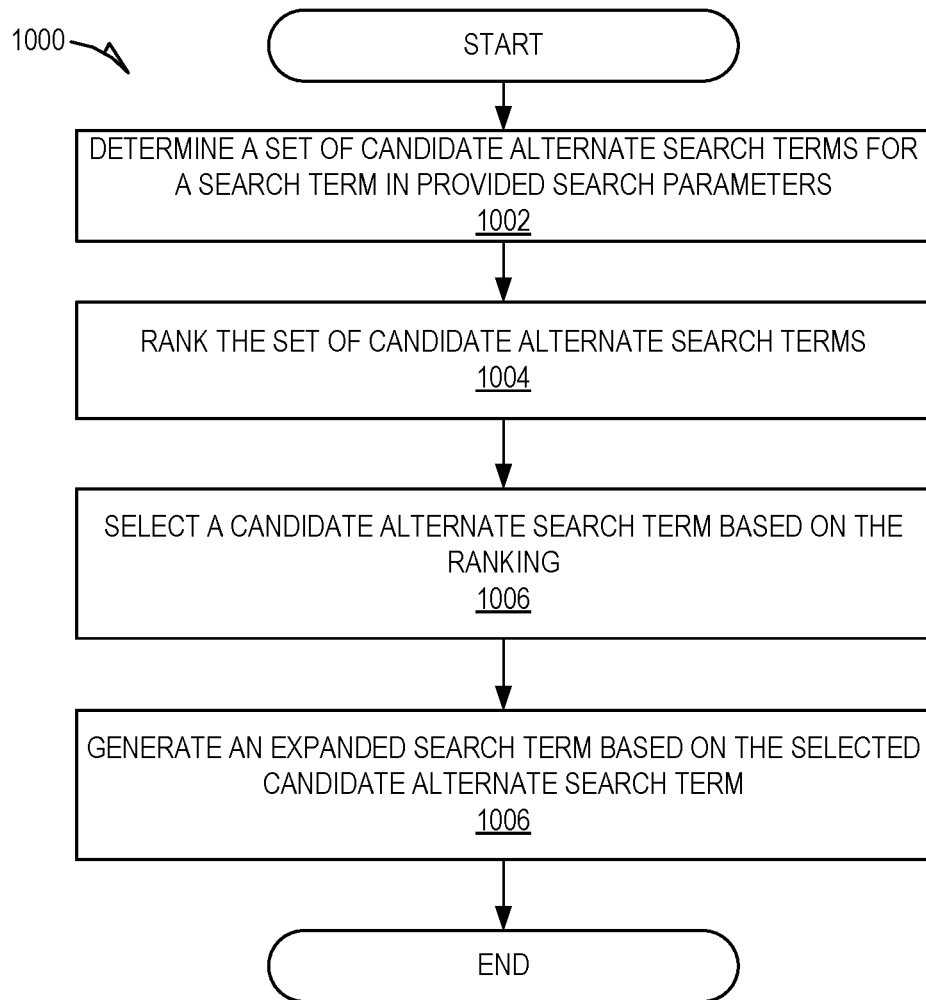 1000
START
DETERMINE A SET OF CANDIDATE ALTERNATE SEARCH TERMS FOR
A SEARCH TERM IN PROVIDED SEARCH PARAMETERS
1002
RANK THE SET OF CANDIDATE ALTERNATE SEARCH TERMS
1004
SELECT A CANDIDATE ALTERNATE SEARCH TERM BASED ON THE
RANKING
1006
GENERATE AN EXPANDED SEARCH TERM BASED ON THE SELECTED
CANDIDATE ALTERNATE SEARCH TERM
1006
END